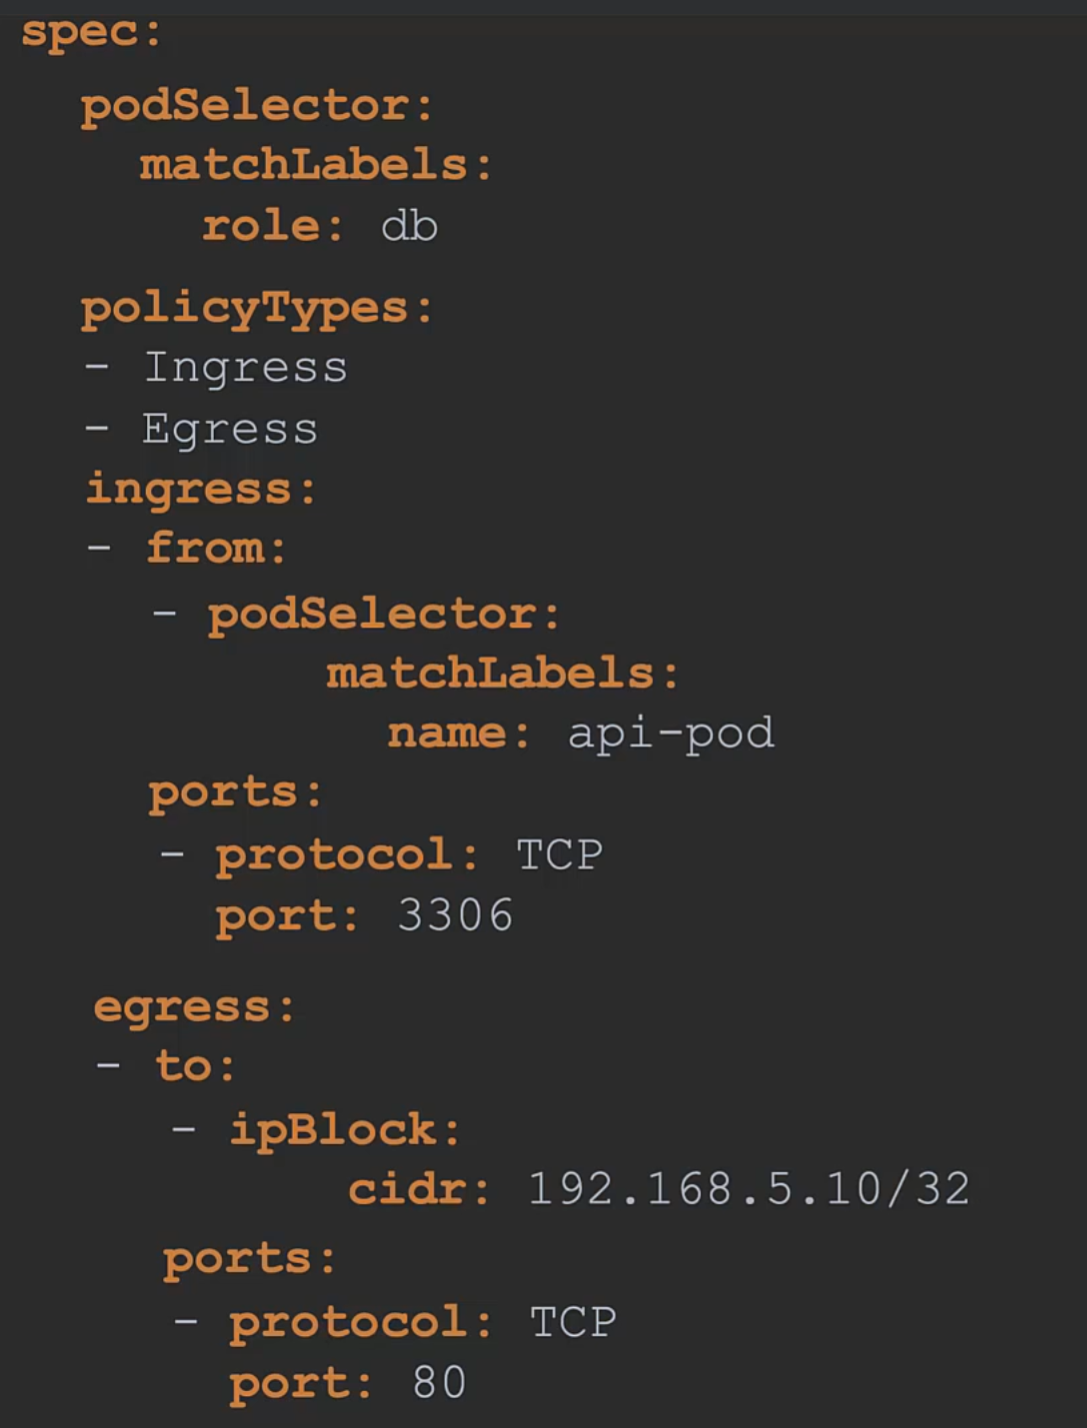 spec:
podSelector:
matchLabels:
role: db
policyTypes:
- Ingress
- Egress
ingress:
- from:
- podSelector:
matchLabels:
name: api-pod
ports:
- protocol: TCP
port: 3306
egress:
- to:
- ipBlock:
cidr: 192.168.5.10/32
ports:
- protocol: TCP
port: 80